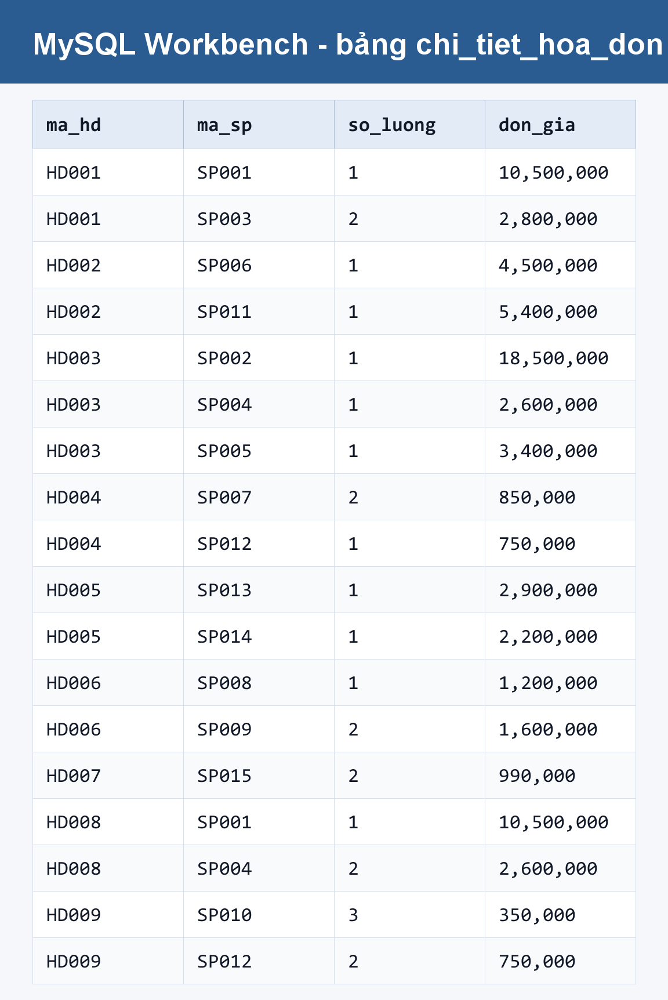 MySQL Workbench - bảng chi_tiet_hoa_don
ma_hd ma_sp so_luong don_gia
HD001 SP001 1 10,500,000
HD001 SP003 2 2,800,000
HD002 SP006 1 4,500,000
HD002 SP011 1 5,400,000
HD003 SP002 1 18,500,000
HD003 SP004 1 2,600,000
HD003 SP005 1 3,400,000
HD004 SP007 2 850,000
HD004 SP012 1 750,000
HD005 SP013 1 2,900,000
HD005 SP014 1 2,200,000
HD006 SP008 1 1,200,000
HD006 SP009 2 1,600,000
HD007 SP015 2 990,000
HD008 SP001 1 10,500,000
HD008 SP004 2 2,600,000
HD009 SP010 3 350,000
HD009 SP012 2 750,000